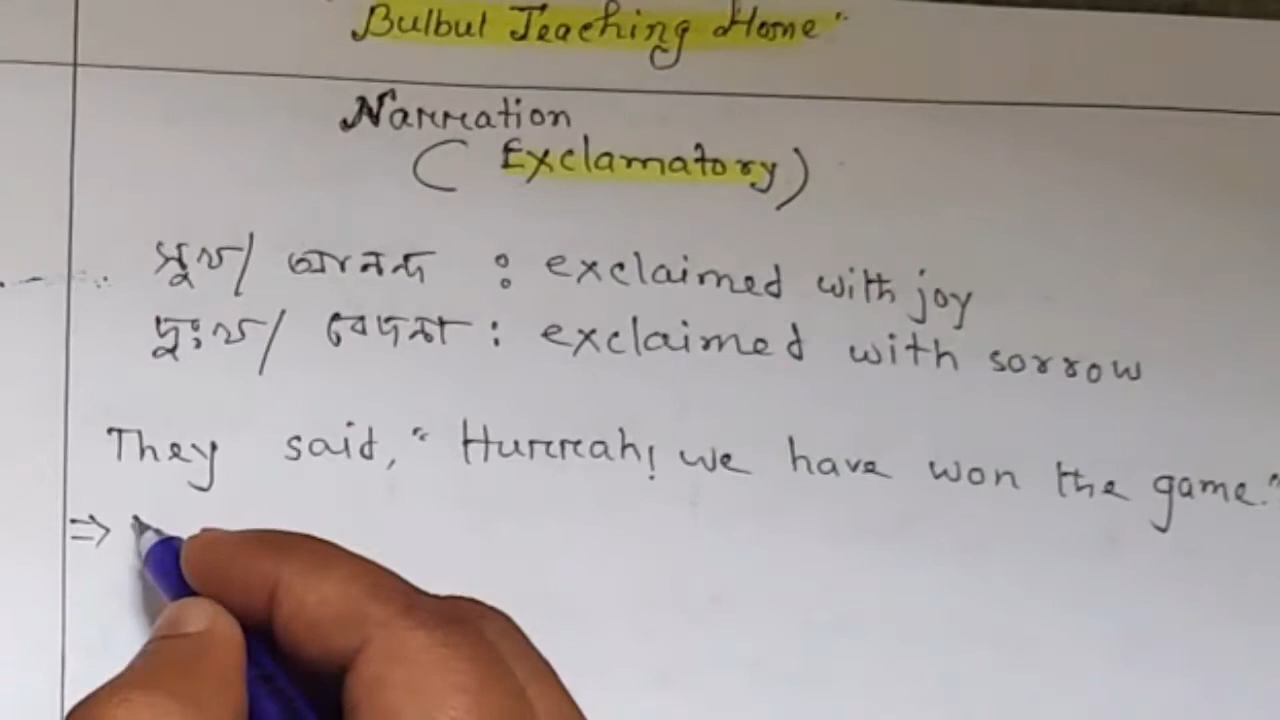 Bulbul Teaching Home"
Narration
(Exclamatory)
সুখ/ আনন্দ : exclaimed with joy
দুঃখ/ বেদনা : exclaimed with sorrow
They said, "Hurrah! we have won the game."
⇒